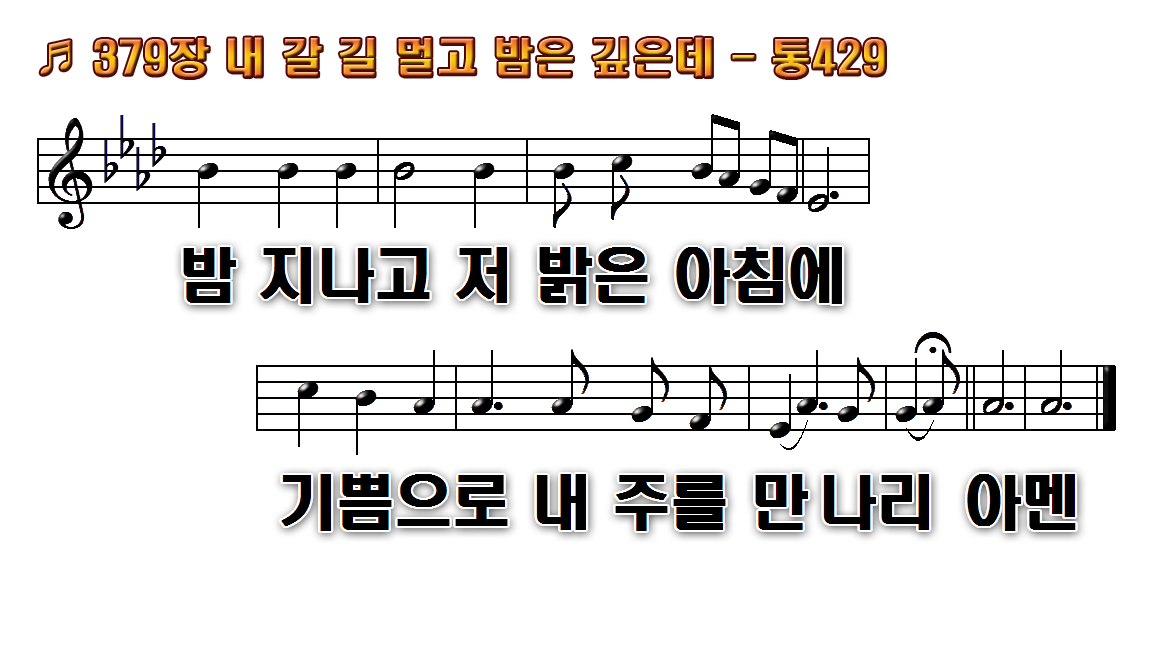 ♬ 379장 내 갈 길 멀고 밤은 깊은데 - 통429
밤 지나고 저 밝은 아침에
기쁨으로 내 주를 만나리 아멘